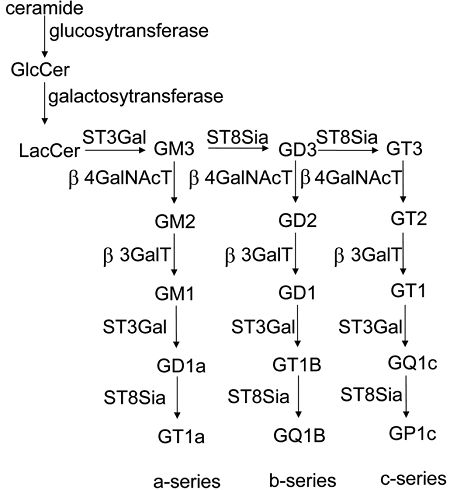 ceramide
glucosytransferase
GlcCer
galactosytransferase
LacCer ST3Gal GM3 ST8Sia GD3 ST8Sia GT3
β 4GalNAcT β 4GalNAcT β 4GalNAcT
GM2 GD2 GT2
β 3GalT β 3GalT β 3GalT
GM1 GD1 GT1
ST3Gal ST3Gal ST3Gal
GD1a GT1B GQ1c
ST8Sia ST8Sia ST8Sia
GT1a GQ1B GP1c
a-series b-series c-series